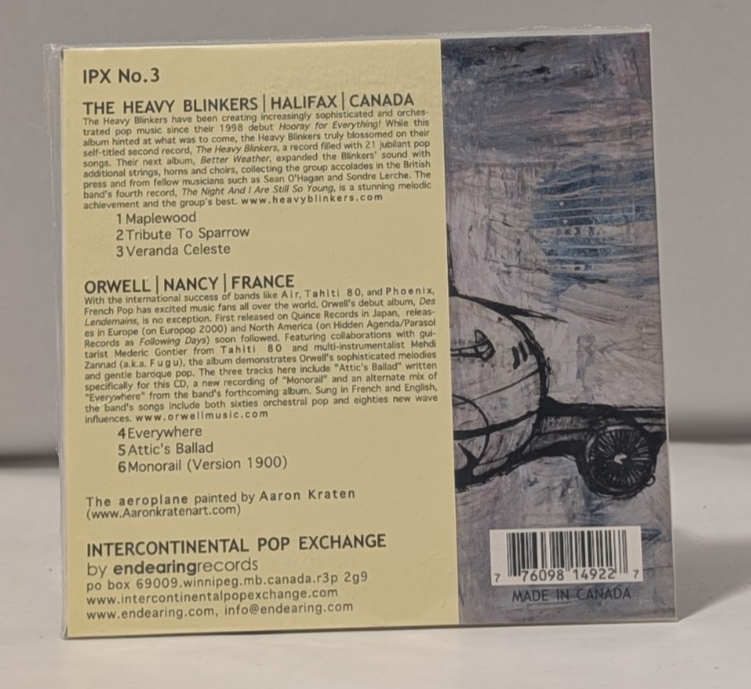 IPX No.3
THE HEAVY BLINKERS | HALIFAX | CANADA
The Heavy Blinkers have been creating increasingly sophisticated and orches-
trated pop music since their 1998 debut Hooray for Everything! While this
album hinted at what was to come, the Heavy Blinkers truly blossomed on their
self-titled second record, The Heavy Blinkers, a record filled with 21 jubilant pop
songs. Their next album, Better Weather, expanded the Blinkers' sound with
additional strings, horns and choirs, collecting the group accolades in the British
press and from fellow musicians such as Sean O'Hagan and Sondre Lerche. The
band's fourth record, The Night And I Are Still So Young, is a stunning melodic
achievement and the group's best. www.heavyblinkers.com
1 Maplewood
2 Tribute To Sparrow
3 Veranda Celeste
ORWELL | NANCY | FRANCE
With the international success of bands like Air, Tahiti 80, and Phoenix,
French Pop has excited music fans all over the world. Orwell's debut album, Des
Lendemains, is no exception. First released on Quince Records in Japan, releas-
es in Europe (on Europop 2000) and North America (on Hidden Agenda/Parasol
Records as Following Days) soon followed. Featuring collaborations with gui-
tarist Mederic Gontier from Tahiti 80 and multi-instrumentalist Mehdi
Zannad (a.k.a. Fugu), the album demonstrates Orwell's sophisticated melodies
and gentle baroque pop. The three tracks here include "Attic's Ballad" written
specifically for this CD, a new recording of "Monorail" and an alternate mix of
"Everywhere" from the band's forthcoming album. Sung in French and English,
the band's songs include both sixties orchestral pop and eighties new wave
influences. www.orwellmusic.com
4 Everywhere
5 Attic's Ballad
6 Monorail (Version 1900)
The aeroplane painted by Aaron Kraten
(www.Aaronkratenart.com)
INTERCONTINENTAL POP EXCHANGE
by endearingrecords
po box 69009.winnipeg.mb.canada.r3p 2g9
www.intercontinentalpopexchange.com
www.endearing.com, info@endearing.com
7 76098 14922 7
MADE IN CANADA